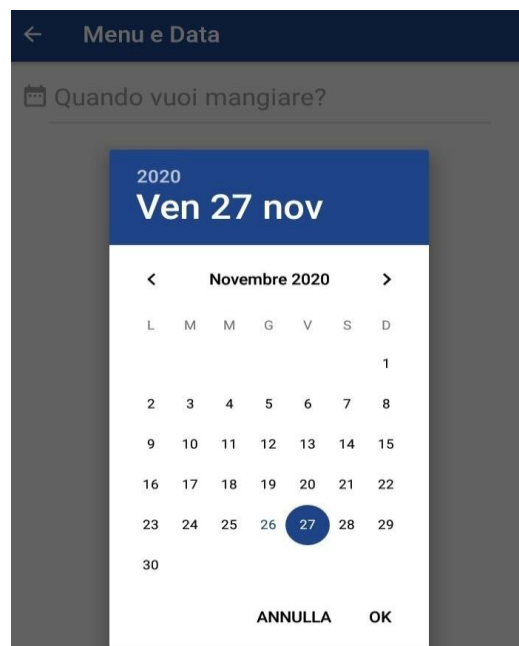 Menu e Data
Quando vuoi mangiare?
2020
Ven 27 nov
Novembre 2020
L M M G V S D
1
2 3 4 5 6 7 8
9 10 11 12 13 14 15
16 17 18 19 20 21 22
23 24 25 26 27 28 29
30
ANNULLA OK